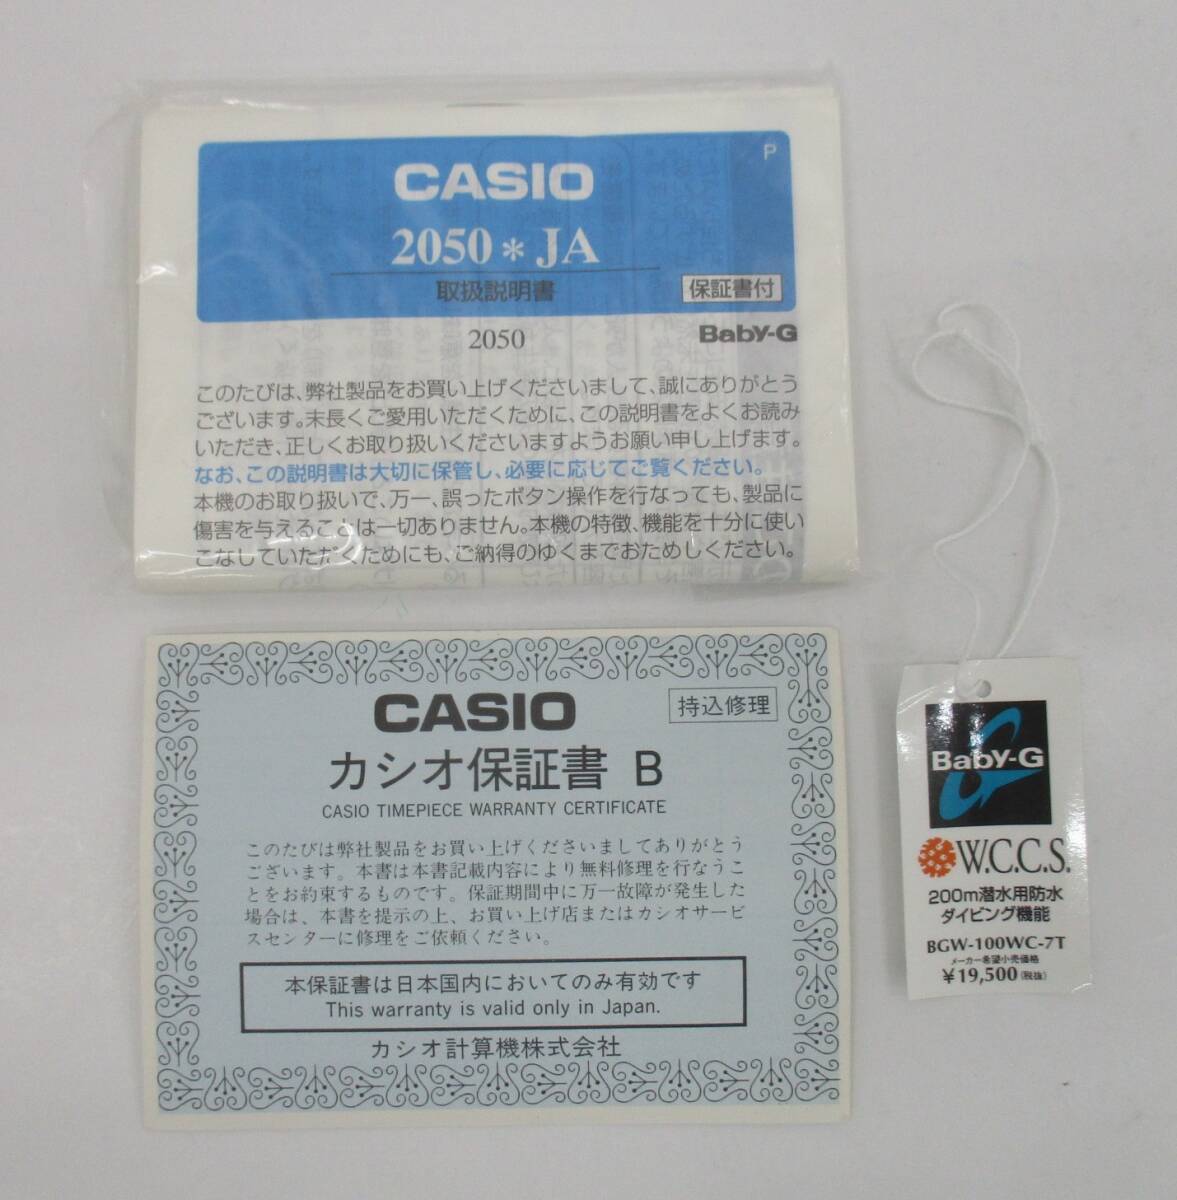 CASIO
P
2050*JA
取扱説明書
保証書付
2050
Baby-G
このたびは、弊社製品をお買い上げくださいまして、誠にありがとう
ございます。末長くご愛用いただくために、この説明書をよくお読み
いただき、正しくお取り扱いくださいますようお願い申し上げます。
なお、この説明書は大切に保管し、必要に応じてご覧ください。
本機のお取り扱いで、万一、誤ったボタン操作を行なっても、製品に
傷害を与えることは一切ありません。本機の特徴、機能を十分に使い
こなしていただくためにも、ご納得のゆくまでおためしください。
CASIO
持込修理
カシオ保証書 B
CASIO TIMEPIECE WARRANTY CERTIFICATE
このたびは弊社製品をお買い上げくださいましてありがとう
ございます。本書は本書記載内容により無料修理を行なうこ
とをお約束するものです。保証期間中に万一故障が発生した
場合は、本書を提示の上、お買い上げ店またはカシオサービ
スセンターに修理をご依頼ください。
本保証書は日本国内においてのみ有効です
This warranty is valid only in Japan.
カシオ計算機株式会社
Baby-G
W.C.C.S.
200m潜水用防水
ダイビング機能
BGW-100WC-7T
メーカー希望小売価格
¥19,500(税抜)